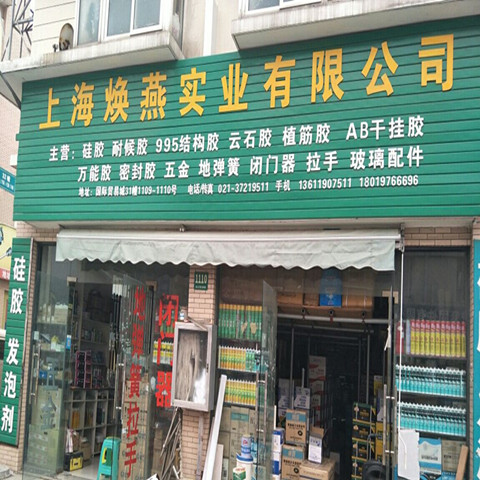 上海焕燕实业有限公司
主营：硅胶 耐候胶 995结构胶 云石胶 植筋胶 AB干挂胶
万能胶 密封胶 五金 地弹簧 闭门器 拉手 玻璃配件
地址：国际贸易城31幢1109-1110号 电话/传真 021-37219511 手机 13611907511 18019766696
硅胶 发泡剂
1110
地弹簧拉手
闭门器